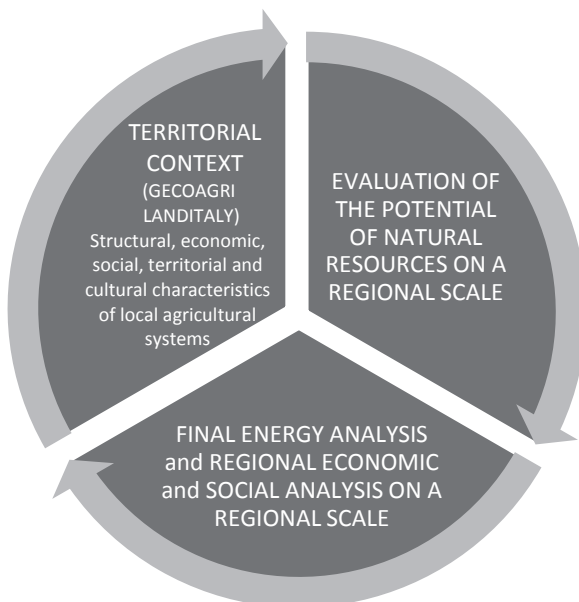 TERRITORIAL
CONTEXT
(GECOAGRI
LANDITALY)
Structural, economic,
social, territorial and
cultural characteristics
of local agricultural
systems
EVALUATION OF
THE POTENTIAL
OF NATURAL
RESOURCES ON A
REGIONAL SCALE
FINAL ENERGY ANALYSIS
and REGIONAL ECONOMIC
and SOCIAL ANALYSIS ON A
REGIONAL SCALE